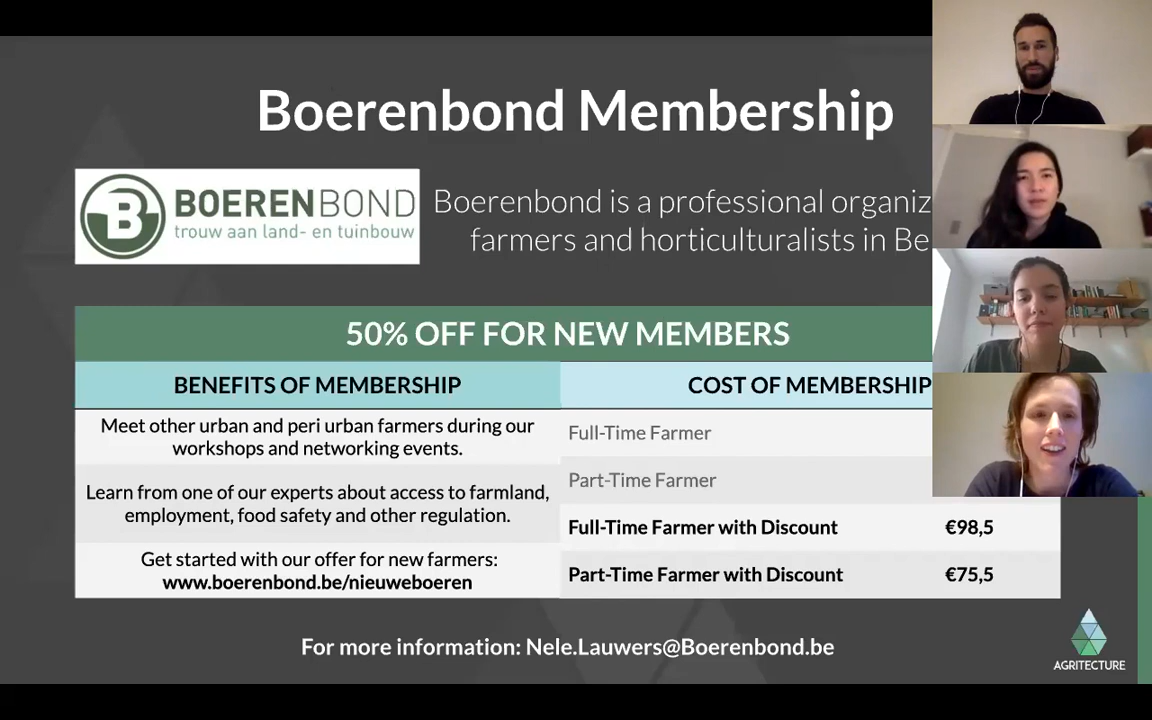 Boerenbond Membership
BOERENBOND
trouw aan land- en tuinbouw
Boerenbond is a professional
farmers and horticulturalists in
50% OFF FOR NEW MEMBERS
BENEFITS OF MEMBERSHIP
COST OF MEMBERSHIP
Meet other urban and peri urban farmers during our
workshops and networking events.
Learn from one of our experts about access to farmland,
employment, food safety and other regulation.
Get started with our offer for new farmers:
www.boerenbond.be/nieuweboeren
Full-Time Farmer
Part-Time Farmer
Full-Time Farmer with Discount €98,5
Part-Time Farmer with Discount €75,5
For more information: Nele.Lauwers@Boerenbond.be
AGRITECTURE